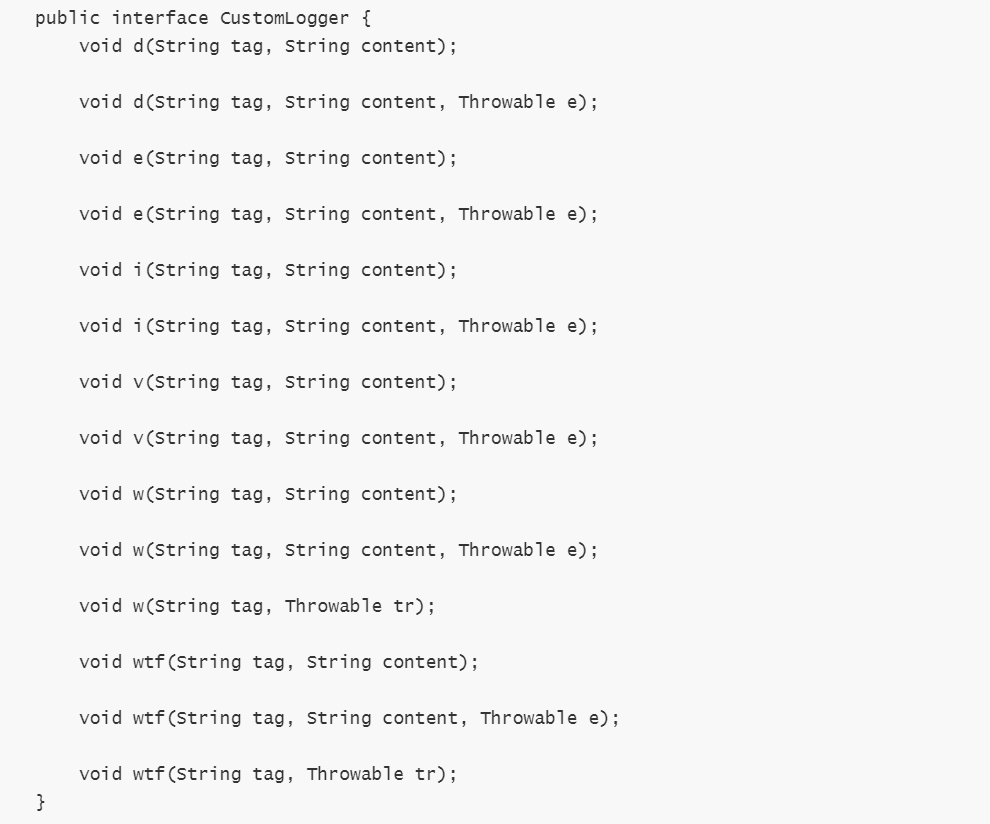 public interface CustomLogger {
    void d(String tag, String content);
    void d(String tag, String content, Throwable e);
    void e(String tag, String content);
    void e(String tag, String content, Throwable e);
    void i(String tag, String content);
    void i(String tag, String content, Throwable e);
    void v(String tag, String content);
    void v(String tag, String content, Throwable e);
    void w(String tag, String content);
    void w(String tag, String content, Throwable e);
    void w(String tag, Throwable tr);
    void wtf(String tag, String content);
    void wtf(String tag, String content, Throwable e);
    void wtf(String tag, Throwable tr);
}